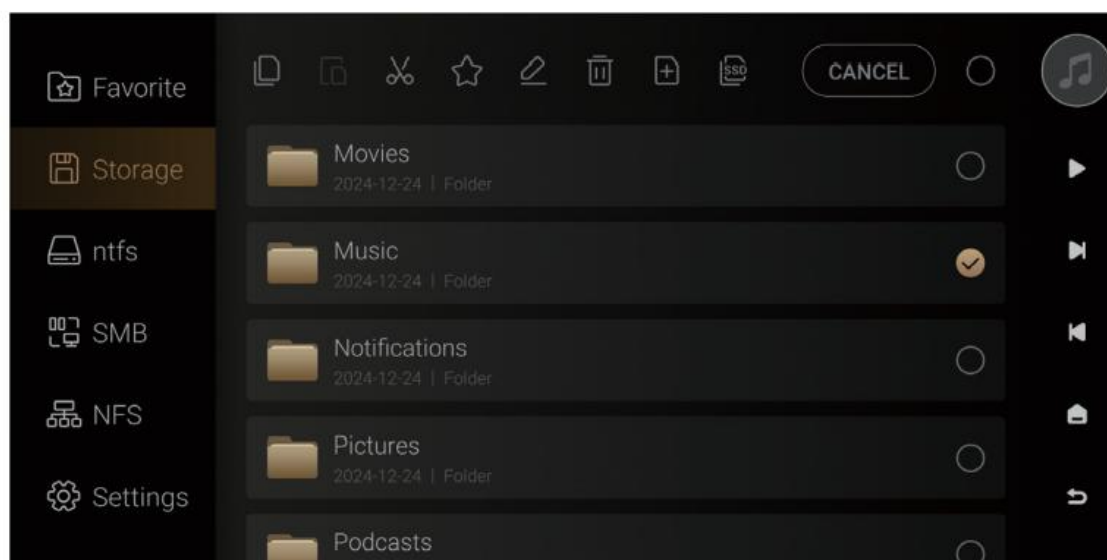 Favorite
Storage
ntfs
SMB
NFS
Settings
SSD
CANCEL
Movies
2024-12-24 | Folder
Music
2024-12-24 | Folder
Notifications
2024-12-24 | Folder
Pictures
2024-12-24 | Folder
Podcasts